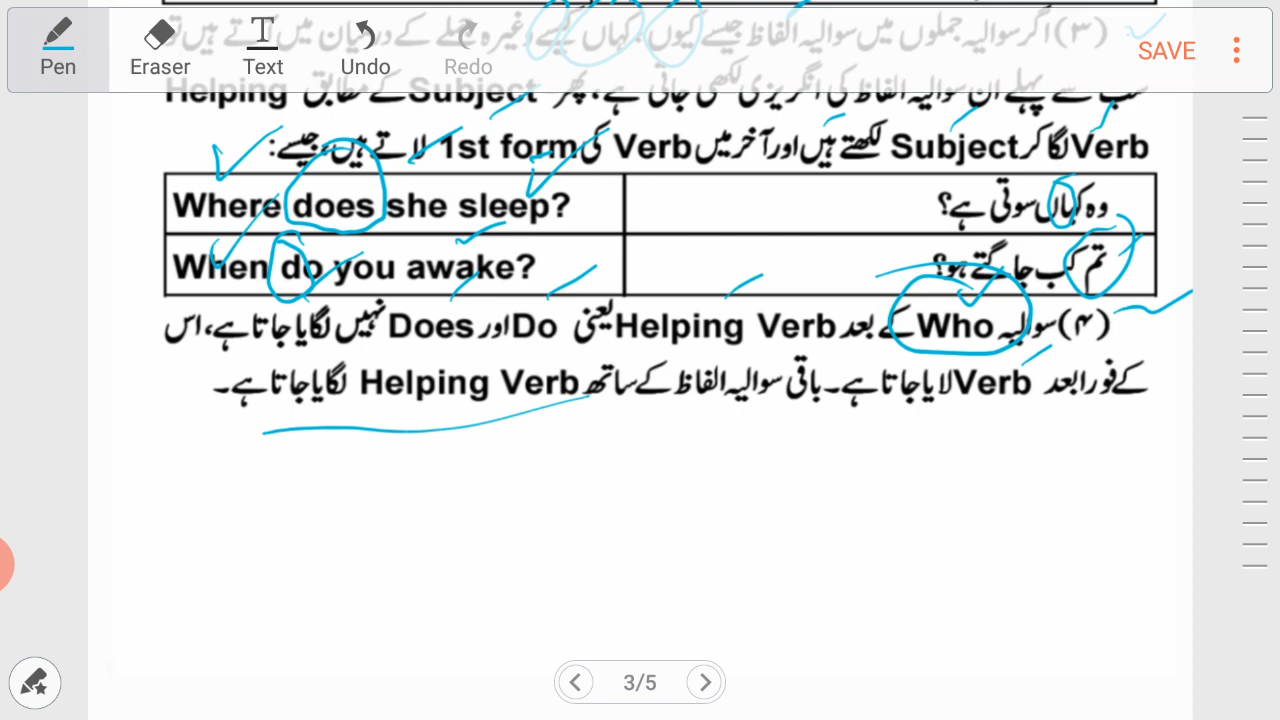 Pen
Eraser
Text
Undo
Redo
SAVE
(۳) اگر سوالیہ جملوں میں سوالیہ الفاظ جیسے کیوں، کہاں، کیسے وغیرہ جملے کے درمیان میں آتے ہیں تو
سب سے پہلے ان سوالیہ الفاظ کی انگریزی لکھی جاتی ہے، پھر Subject کے مطابق Helping
Verb لگا کر Subject لکھتے ہیں اور آخر میں Verb کی 1st form لاتے ہیں، جیسے:
Where does she sleep? وہ کہاں سوتی ہے؟
When do you awake? تم کب جاگتے ہو؟
(۴) سوالیہ Who کے بعد Helping Verb یعنی Do اور Does نہیں لگایا جاتا ہے، اس
کے فورا بعد Verb لایا جاتا ہے۔ باقی سوالیہ الفاظ کے ساتھ Helping Verb لگایا جاتا ہے۔
3/5